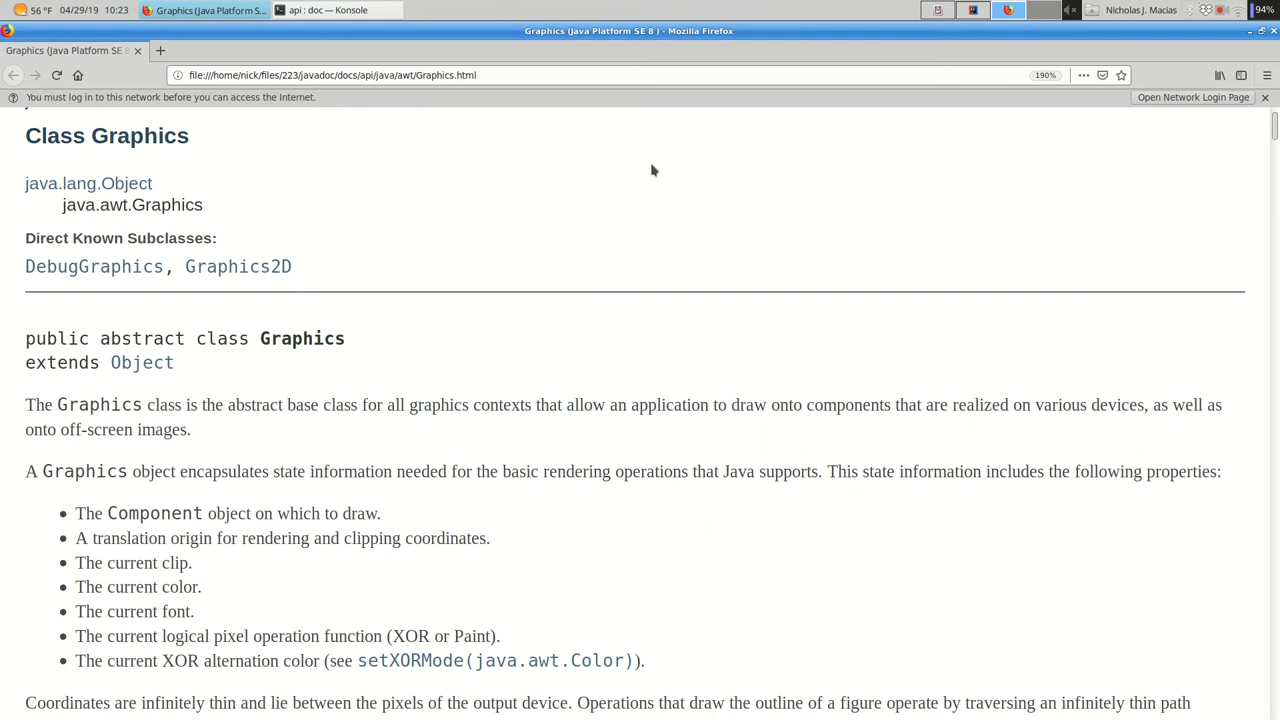 56 °F 04/29/19 10:23 Graphics (Java Platform S... api : doc — Konsole Nicholas J. Macias 94%
Graphics (Java Platform SE 8 ) - Mozilla Firefox
Graphics (Java Platform SE 8
file:///home/nick/files/223/javadoc/docs/api/java/awt/Graphics.html 190%
You must log in to this network before you can access the Internet. Open Network Login Page
Class Graphics
java.lang.Object
java.awt.Graphics
Direct Known Subclasses:
DebugGraphics, Graphics2D
public abstract class Graphics
extends Object
The Graphics class is the abstract base class for all graphics contexts that allow an application to draw onto components that are realized on various devices, as well as
onto off-screen images.
A Graphics object encapsulates state information needed for the basic rendering operations that Java supports. This state information includes the following properties:
• The Component object on which to draw.
• A translation origin for rendering and clipping coordinates.
• The current clip.
• The current color.
• The current font.
• The current logical pixel operation function (XOR or Paint).
• The current XOR alternation color (see setXORMode(java.awt.Color)).
Coordinates are infinitely thin and lie between the pixels of the output device. Operations that draw the outline of a figure operate by traversing an infinitely thin path